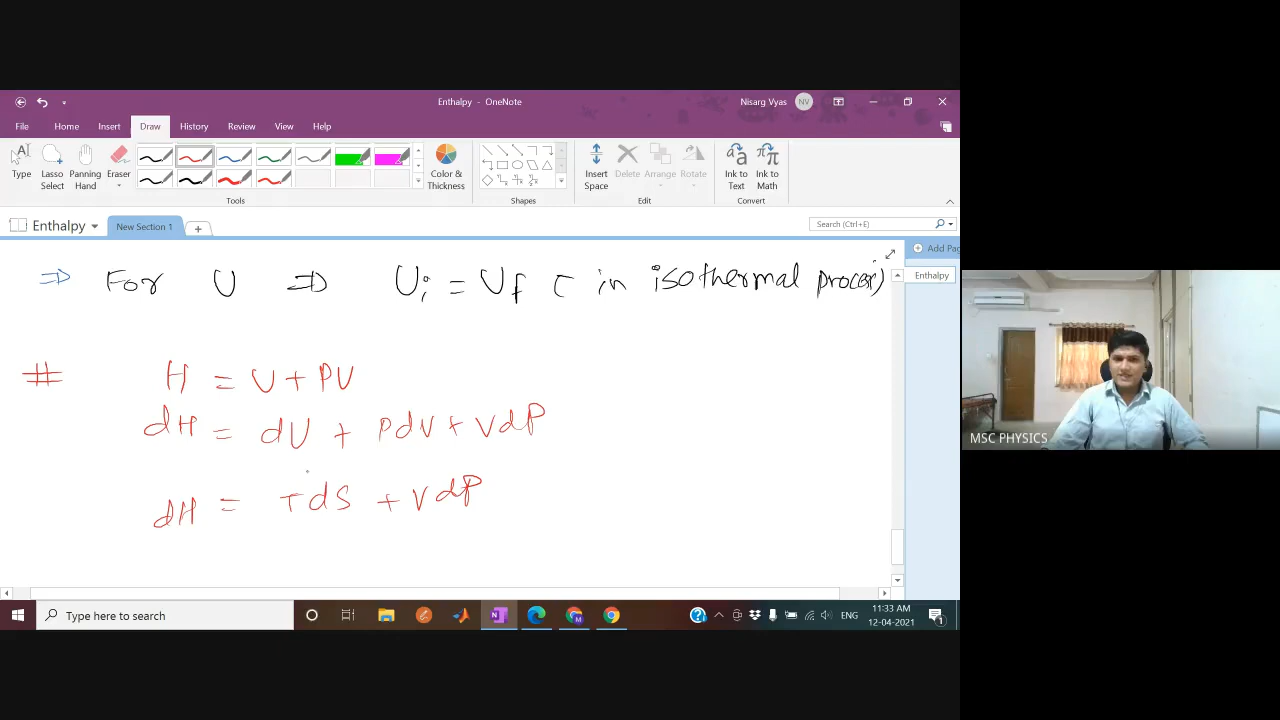 Enthalpy - OneNote
Nisarg Vyas NV
File Home Insert Draw History Review View Help
Type Lasso Select Panning Hand Eraser Color & Thickness Insert Space Delete Arrange Rotate Ink to Text Ink to Math
Tools Shapes Edit Convert
Enthalpy New Section 1 + Search (Ctrl+E)
+ Add Pag
Enthalpy
⇒ For U ⇒ Ui = Uf ( in isothermal process)
# H = U + PV
dH = dU + PdV + VdP
dH = TdS + VdP
MSC PHYSICS
Type here to search
ENG
11:33 AM
12-04-2021
1